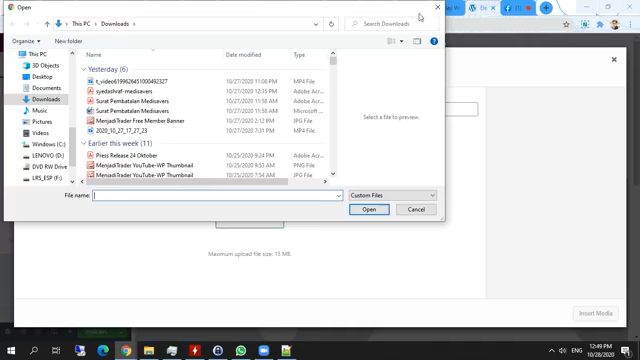 Open
This PC
Downloads
Search Downloads
Organize
New folder
Name
Date modified
Type
This PC
3D Objects
Desktop
Documents
Downloads
Music
Pictures
Videos
Windows (C:)
LENOVO (D:)
DVD RW Drive
LRS_ESP (F:)
Yesterday (6)
t_video6199626451000492327 10/27/2020 11:08 PM MP4 File
syedashraf-medisavers 10/27/2020 12:35 PM Adobe Acr...
Surat Pembatalan Medisavers 10/27/2020 11:58 AM Adobe Acr...
Surat Pembatalan Medisavers 10/27/2020 11:58 AM Microsoft ...
MenjadiTrader Free Member Banner 10/27/2020 2:12 PM JPG File
2020_10_27_17_27_23 10/27/2020 7:31 PM MP4 File
Earlier this week (11)
Press Release 24 Oktober 10/25/2020 9:24 PM Adobe Acr...
MenjadiTrader YouTube-WP Thumbnail 10/25/2020 9:53 AM PNG File
MenjadiTrader YouTube-WP Thumbnail 10/25/2020 7:54 AM JPG File
Select a file to preview.
File name:
Custom Files
Open
Cancel
Maximum upload file size: 15 MB.
Insert Media
ENG
12:49 PM
10/28/2020